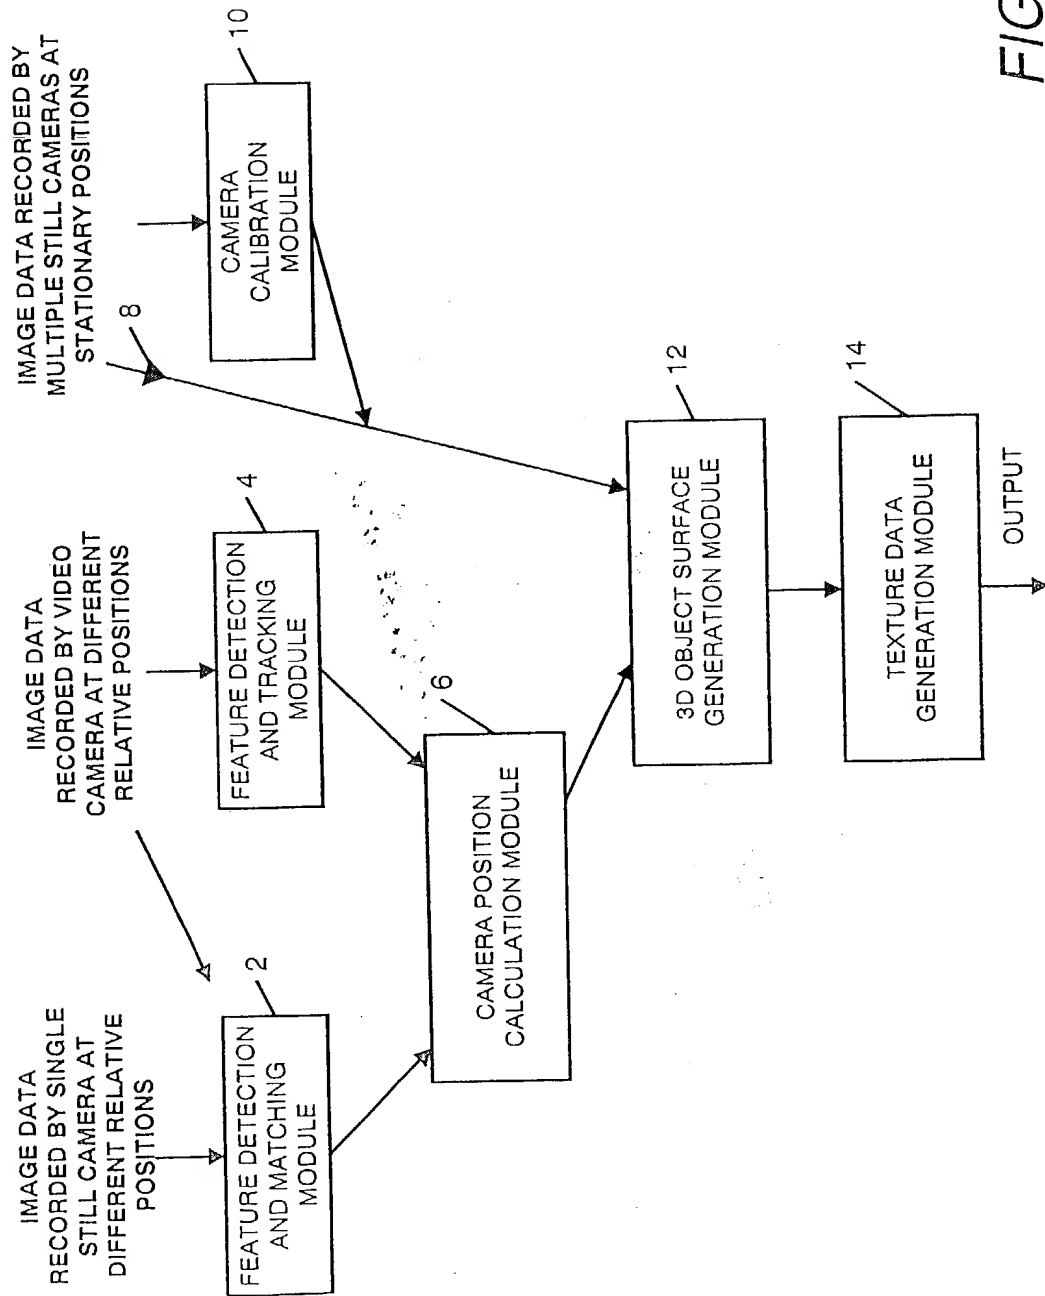 IMAGE DATA
RECORDED BY SINGLE
STILL CAMERA AT
DIFFERENT RELATIVE
POSITIONS
IMAGE DATA
RECORDED BY VIDEO
CAMERA AT DIFFERENT
RELATIVE POSITIONS
IMAGE DATA RECORDED BY
MULTIPLE STILL CAMERAS AT
STATIONARY POSITIONS
8
2
FEATURE DETECTION
AND MATCHING
MODULE
4
FEATURE DETECTION
AND TRACKING
MODULE
10
CAMERA
CALIBRATION
MODULE
6
CAMERA POSITION
CALCULATION MODULE
12
3D OBJECT SURFACE
GENERATION MODULE
14
TEXTURE DATA
GENERATION MODULE
OUTPUT
FIG